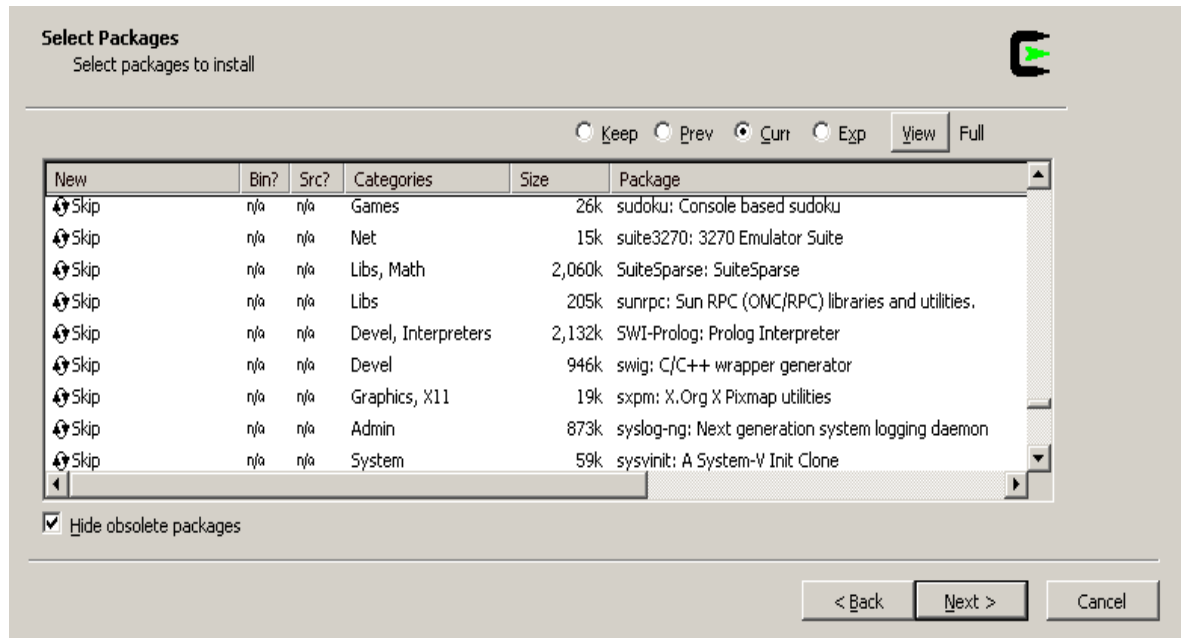 Select Packages
Select packages to install
Keep Prev Curr Exp View Full
New Bin? Src? Categories Size Package
Skip n/a n/a Games 26k sudoku: Console based sudoku
Skip n/a n/a Net 15k suite3270: 3270 Emulator Suite
Skip n/a n/a Libs, Math 2,060k SuiteSparse: SuiteSparse
Skip n/a n/a Libs 205k sunrpc: Sun RPC (ONC/RPC) libraries and utilities.
Skip n/a n/a Devel, Interpreters 2,132k SWI-Prolog: Prolog Interpreter
Skip n/a n/a Devel 946k swig: C/C++ wrapper generator
Skip n/a n/a Graphics, X11 19k sxpm: X.Org X Pixmap utilities
Skip n/a n/a Admin 873k syslog-ng: Next generation system logging daemon
Skip n/a n/a System 59k sysvinit: A System-V Init Clone
Hide obsolete packages
< Back Next > Cancel